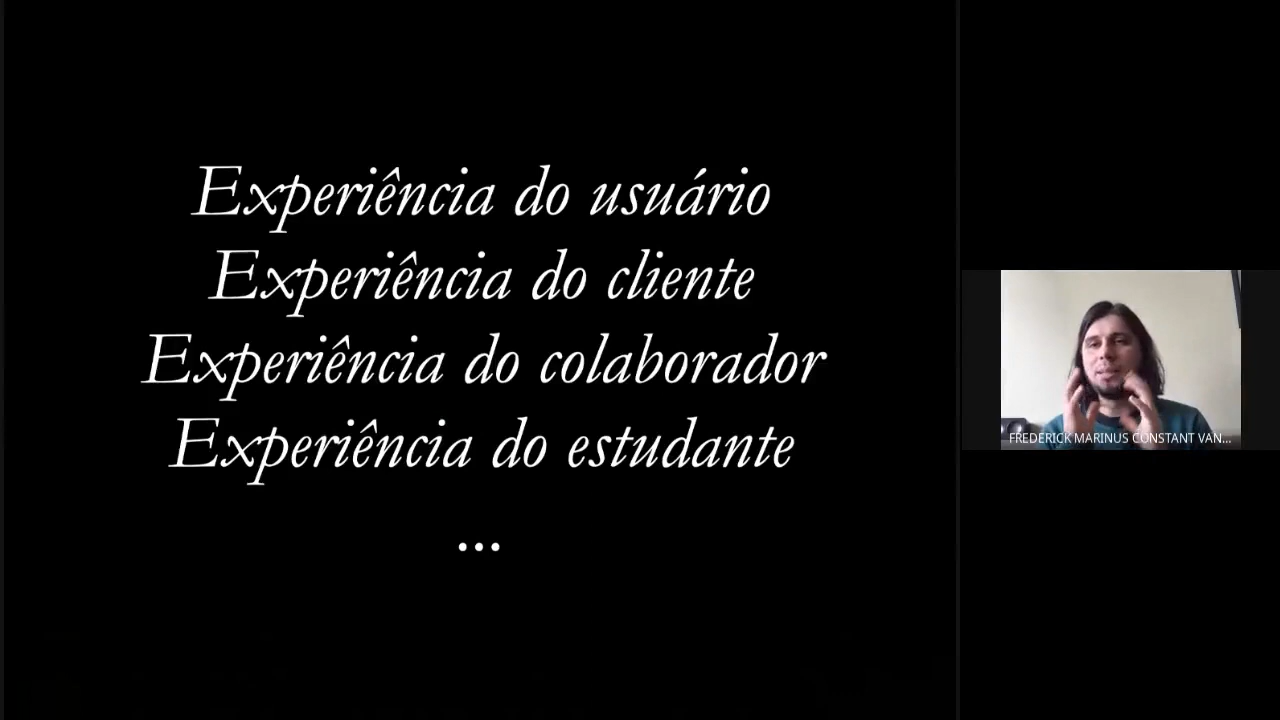 Experiência do usuário
Experiência do cliente
Experiência do colaborador
Experiência do estudante
...
FREDERICK MARINUS CONSTANT VAN...